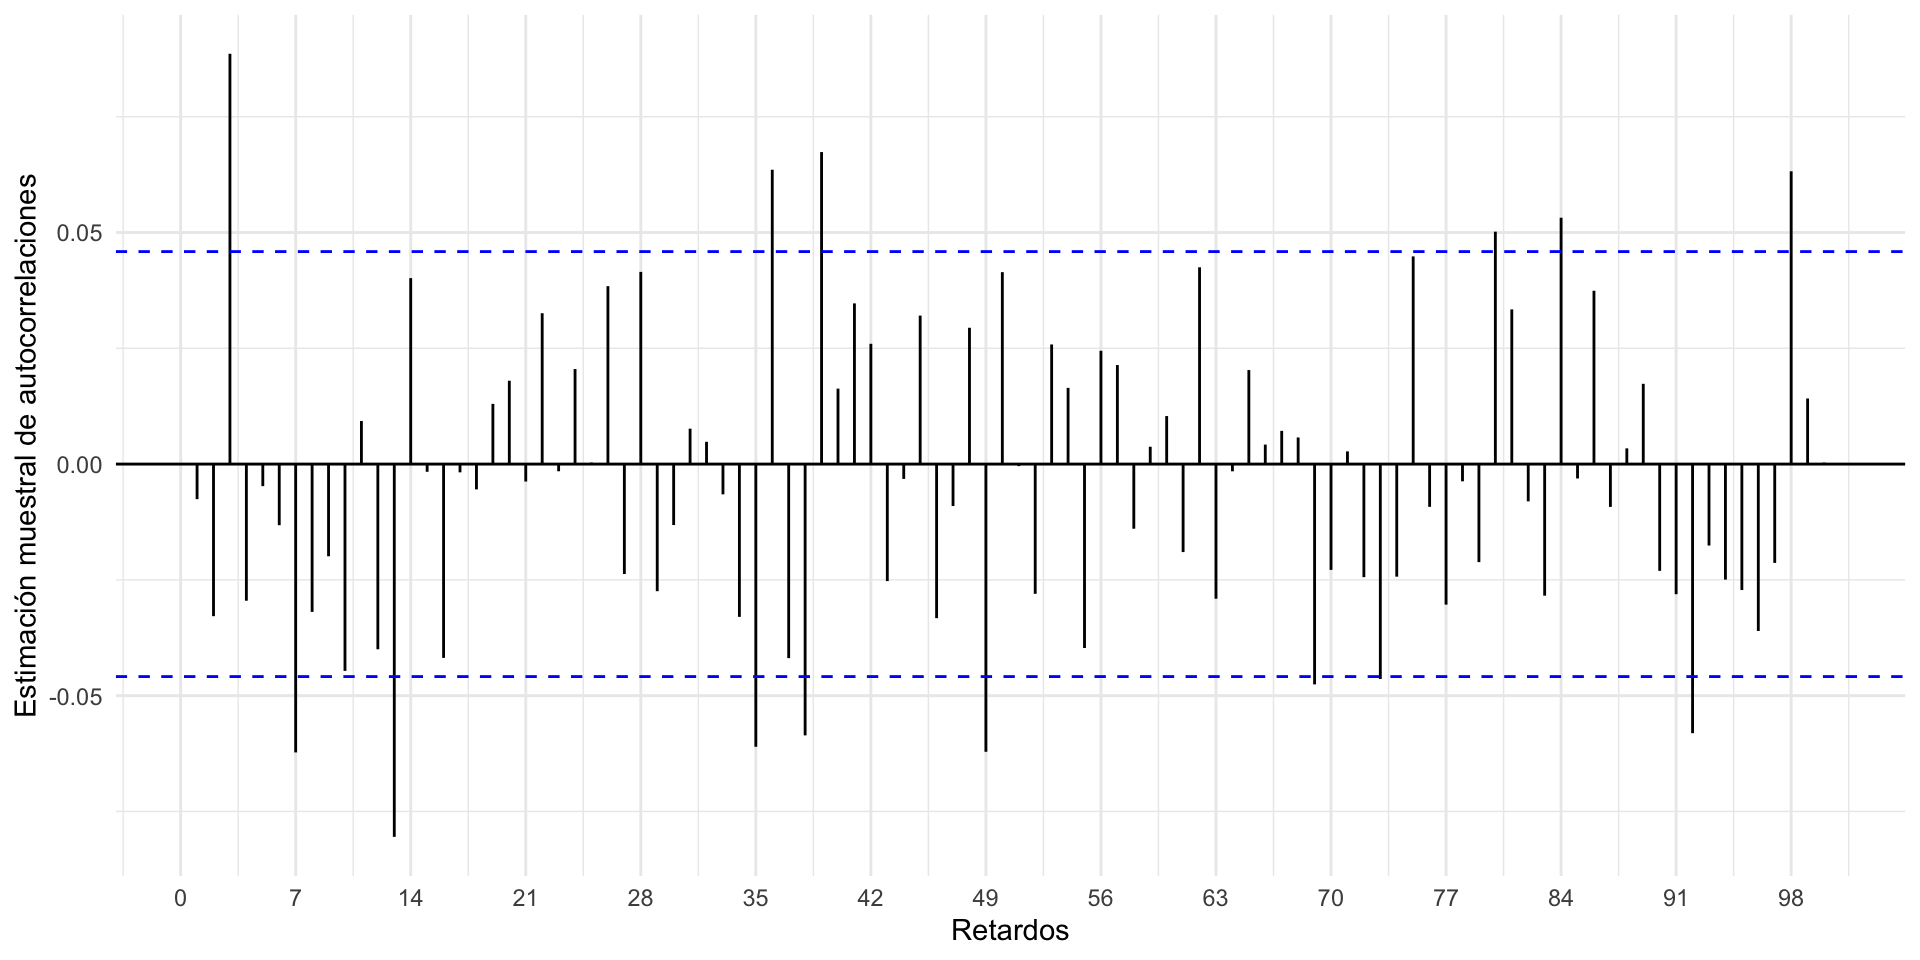 Estimación muestral de autocorrelaciones
0.05
0.00
-0.05
0 7 14 21 28 35 42 49 56 63 70 77 84 91 98
Retardos